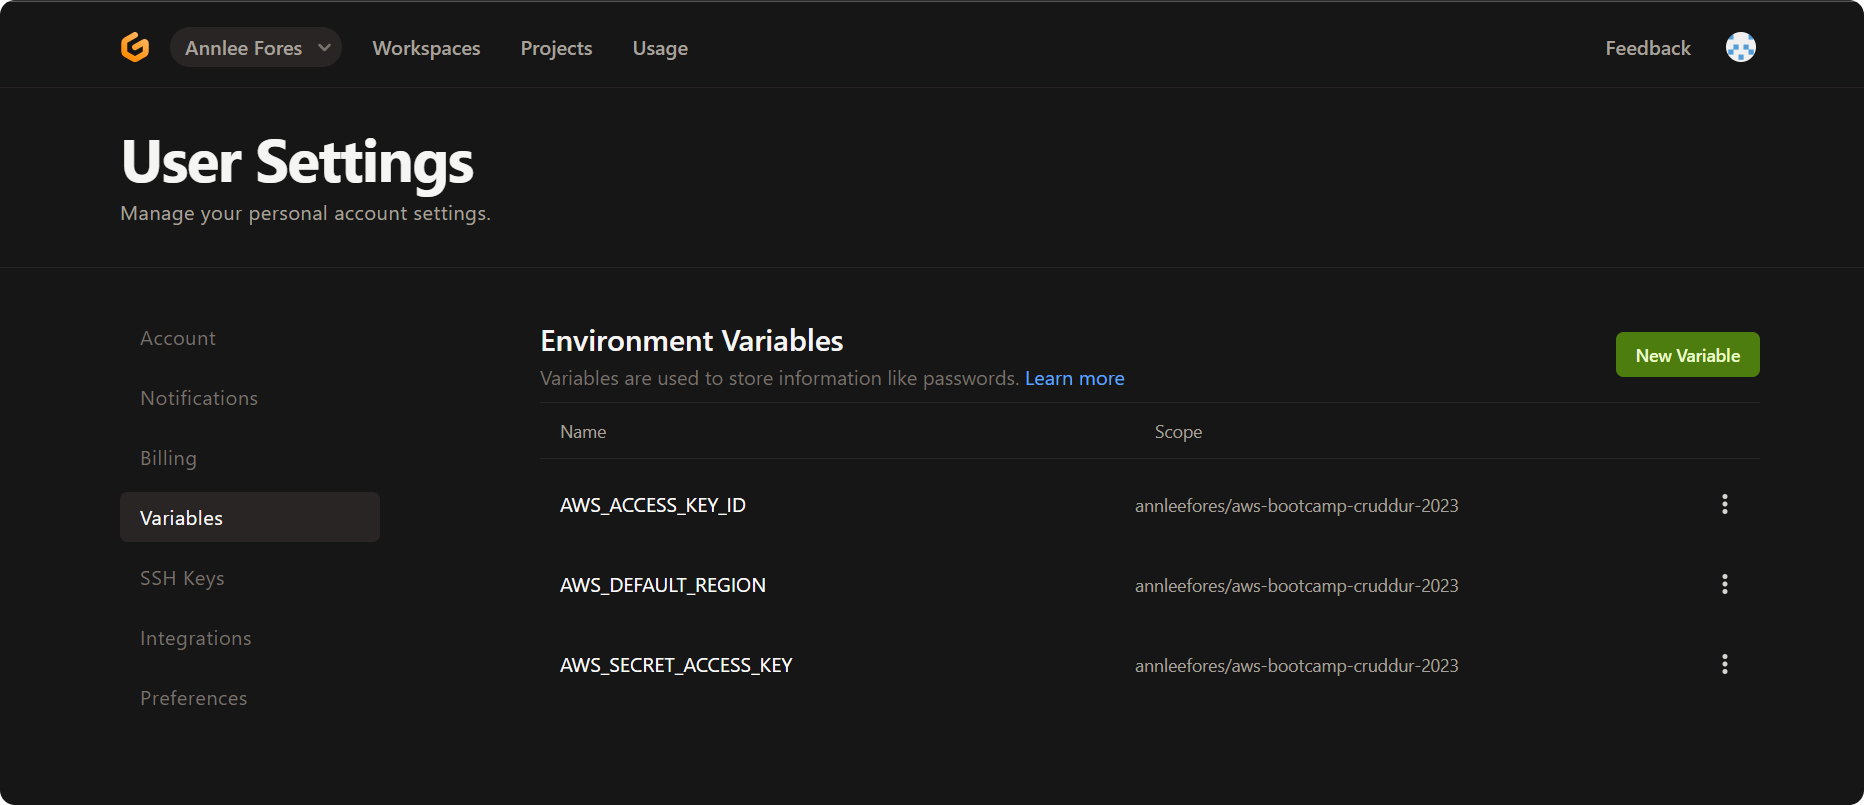 Annlee Fores Workspaces Projects Usage Feedback
User Settings
Manage your personal account settings.
Account
Notifications
Billing
Variables
SSH Keys
Integrations
Preferences
Environment Variables
Variables are used to store information like passwords. Learn more
New Variable
Name Scope
AWS_ACCESS_KEY_ID annleefores/aws-bootcamp-cruddur-2023
AWS_DEFAULT_REGION annleefores/aws-bootcamp-cruddur-2023
AWS_SECRET_ACCESS_KEY annleefores/aws-bootcamp-cruddur-2023